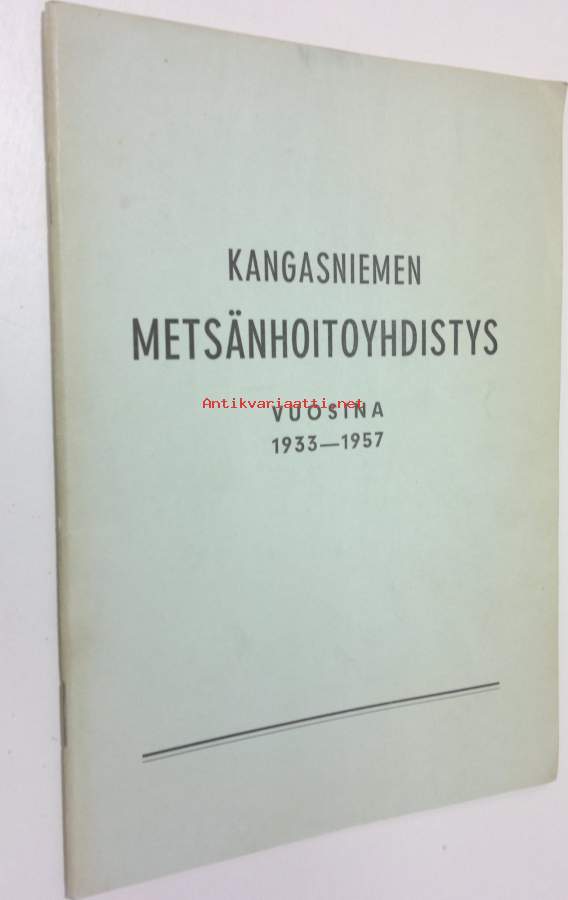 KANGASNIEMEN
METSÄNHOITOYHDISTYS
Antikvariaatti.net
VUOSINA
1933—1957